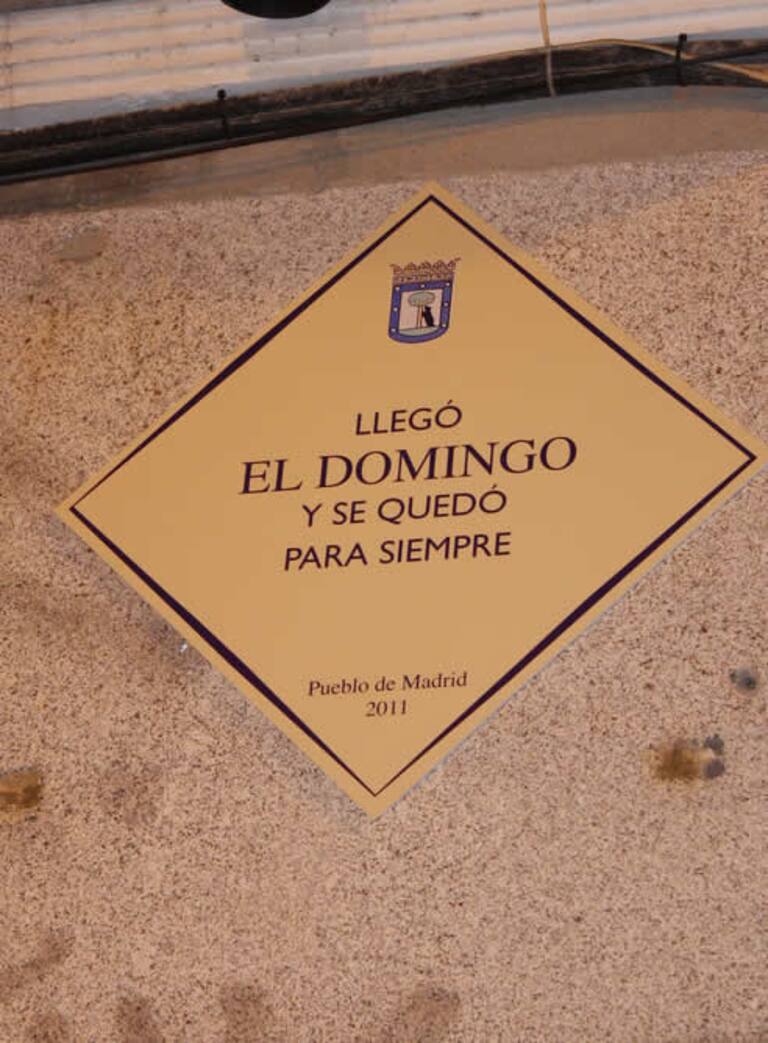 LLEGÓ
EL DOMINGO
Y SE QUEDÓ
PARA SIEMPRE
Pueblo de Madrid
2011